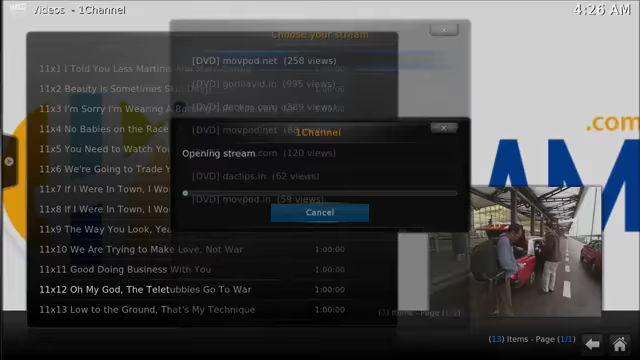 Videos - 1Channel
4:26 AM
Choose your stream
[DVD] movpod.net (258 views)
[DVD] gorillavid.in (995 views)
11x1 I Told You Less Martinis
11x2 Beauty Is Sometimes
11x3 I'm Sorry I'm Wearing A
11x4 No Babies on the Race
[DVD] movpod.net
.com
1Channel
11x5 You Need to Watch You
Opening stream
.com (120 views)
11x6 We're Going to Trade Y
[DVD] daclips.in (62 views)
11x7 If I Were In Town, I Wo
11x8 If I Were In Town, I Wo
[DVD] movpod.in (59 views)
Cancel
11x9 The Way You Look, Yea
11x10 We Are Trying to Make Love, Not War 1:00:00
11x11 Good Doing Business With You 1:00:00
11x12 Oh My God, The Teletubbies Go To War 1:00:00
11x13 Low to the Ground, That's My Technique 1:00:00
Items - Page (1/1)
(13) Items - Page (1/1)